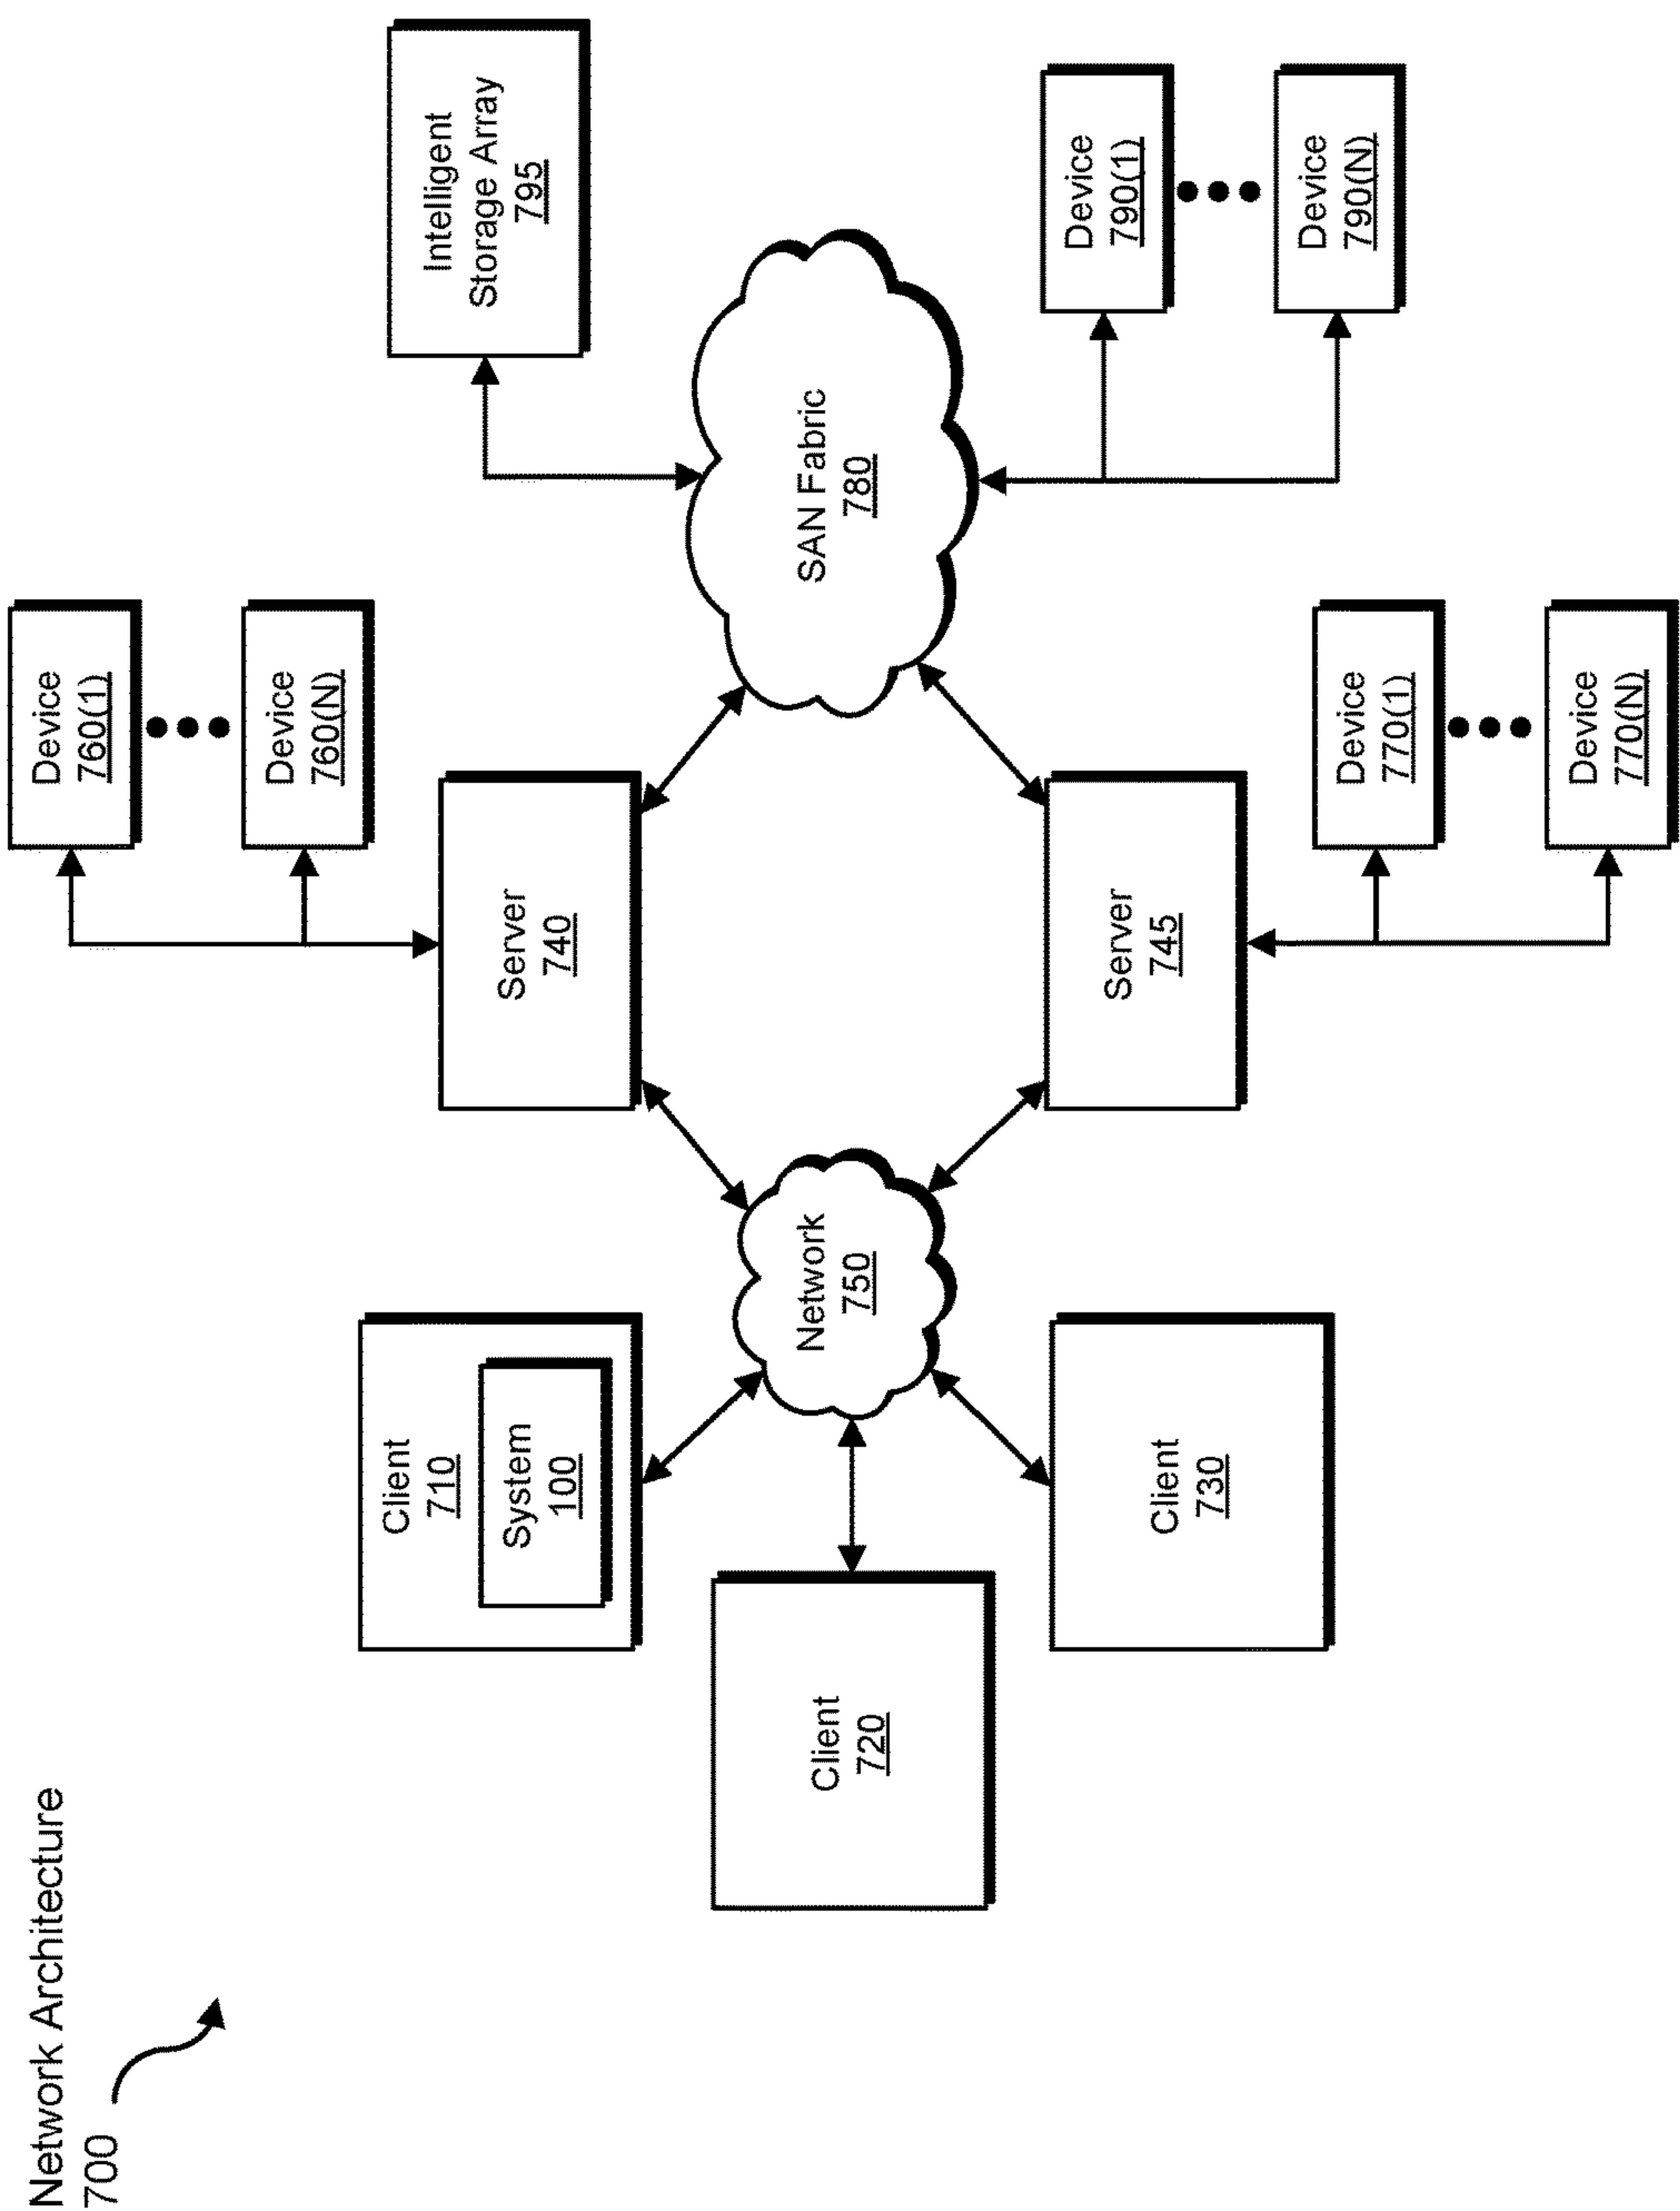 Network Architecture
700
Client
710
System
100
Client
720
Client
730
Network
750
Device
760(1)
Device
760(N)
Server
740
Server
745
Device
770(1)
Device
770(N)
SAN Fabric
780
Intelligent
Storage Array
795
Device
790(1)
Device
790(N)